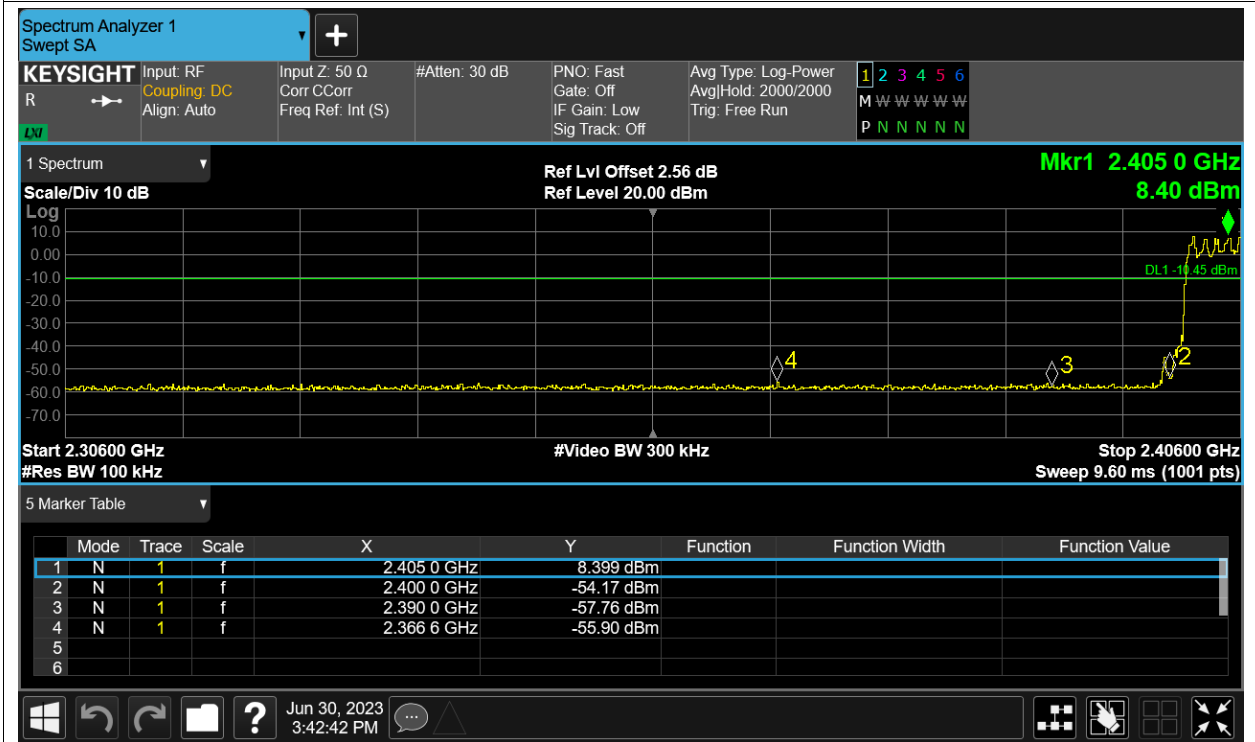 Spectrum Analyzer 1
Swept SA
+
KEYSIGHT Input: RF Input Z: 50 Ω #Atten: 30 dB PNO: Fast Avg Type: Log-Power 1 2 3 4 5 6
R Coupling: DC Corr CCorr Gate: Off Avg|Hold: 2000/2000 M W W W W W
Align: Auto Freq Ref: Int (S) IF Gain: Low Trig: Free Run
LXI Sig Track: Off P N N N N N
1 Spectrum Ref Lvl Offset 2.56 dB Mkr1 2.405 0 GHz
Scale/Div 10 dB Ref Level 20.00 dBm 8.40 dBm
Log
10.0
0.00
-10.0 DL1 -10.45 dBm
-20.0
-30.0
-40.0
-50.0 4 3 2
-60.0
-70.0
Start 2.30600 GHz #Video BW 300 kHz Stop 2.40600 GHz
#Res BW 100 kHz Sweep 9.60 ms (1001 pts)
5 Marker Table
Mode Trace Scale X Y Function Function Width Function Value
1 N 1 f 2.405 0 GHz 8.399 dBm
2 N 1 f 2.400 0 GHz -54.17 dBm
3 N 1 f 2.390 0 GHz -57.76 dBm
4 N 1 f 2.366 6 GHz -55.90 dBm
5
6
? Jun 30, 2023
3:42:42 PM